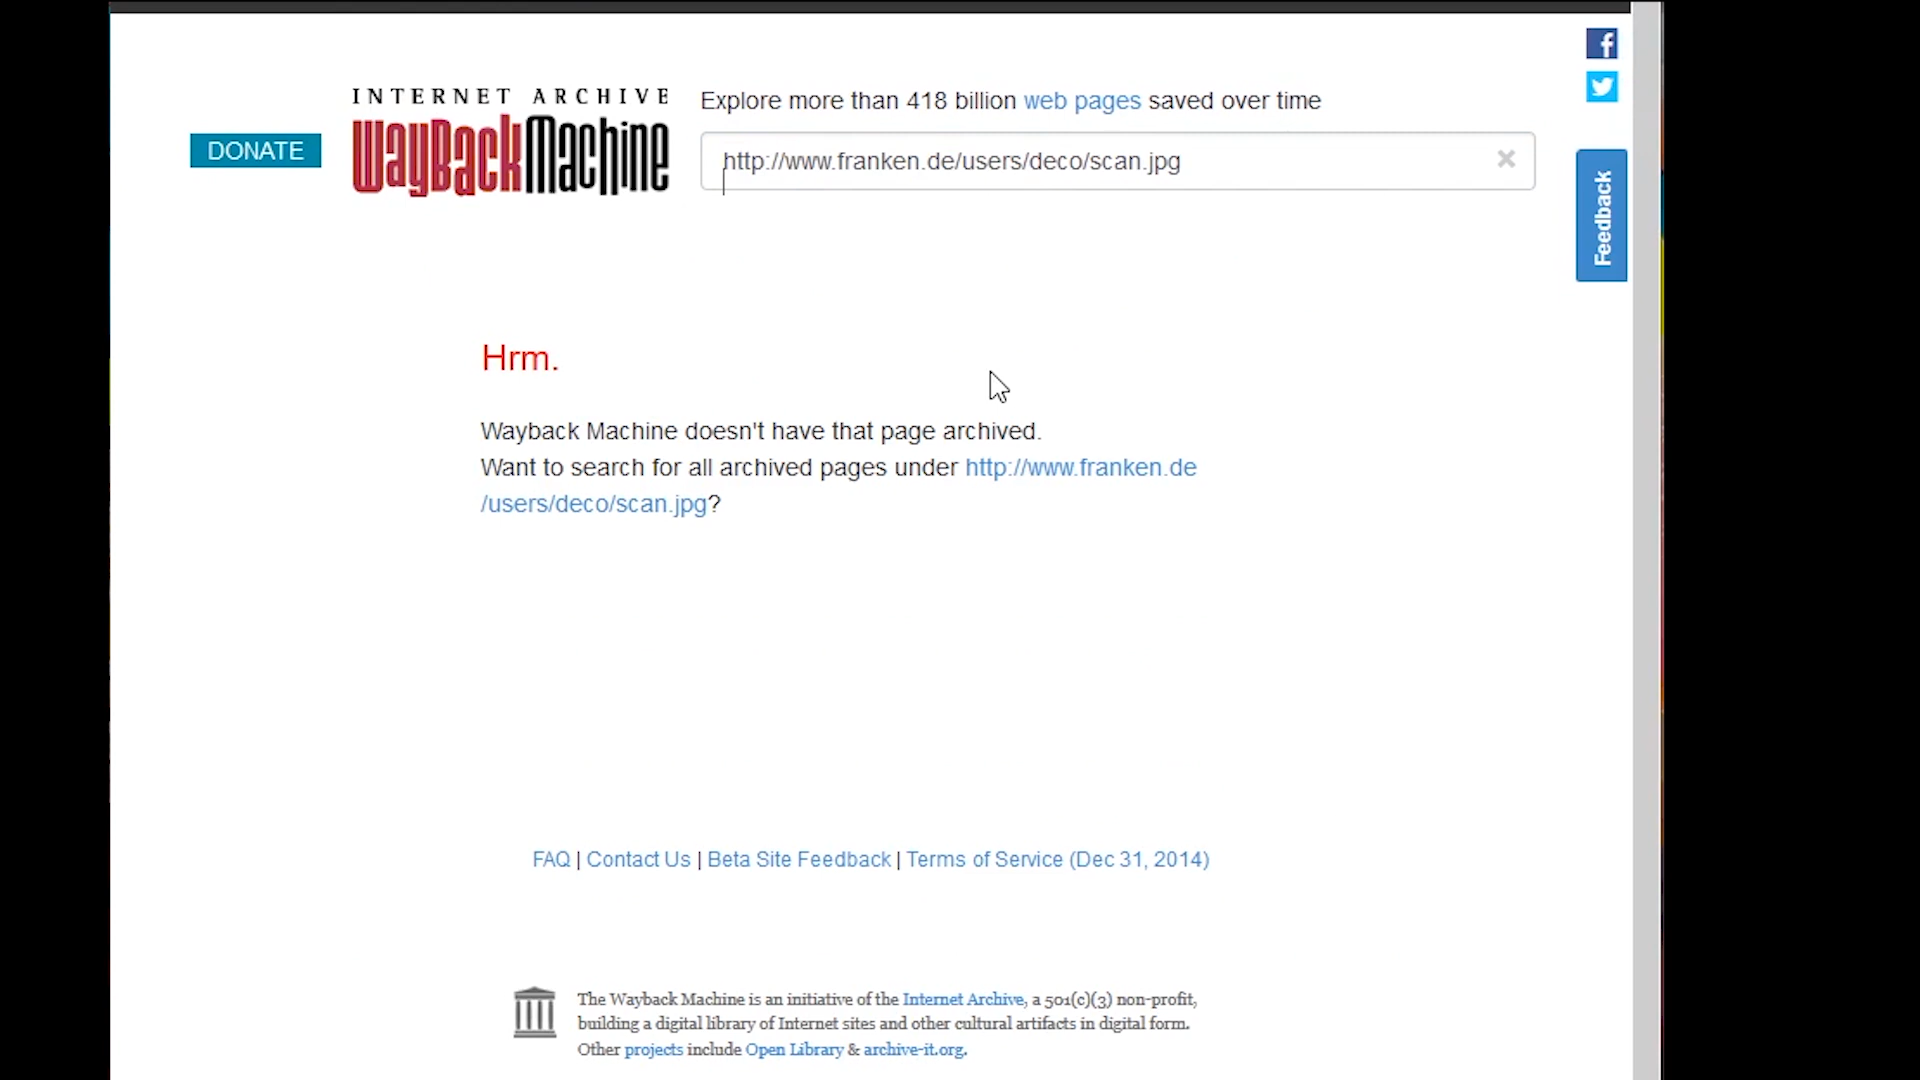 INTERNET ARCHIVE
WayBackMachine
DONATE
Explore more than 418 billion web pages saved over time
http://www.franken.de/users/deco/scan.jpg
Feedback
Hrm.
Wayback Machine doesn't have that page archived.
Want to search for all archived pages under http://www.franken.de
/users/deco/scan.jpg?
FAQ | Contact Us | Beta Site Feedback | Terms of Service (Dec 31, 2014)
The Wayback Machine is an initiative of the Internet Archive, a 501(c)(3) non-profit,
building a digital library of Internet sites and other cultural artifacts in digital form.
Other projects include Open Library & archive-it.org.